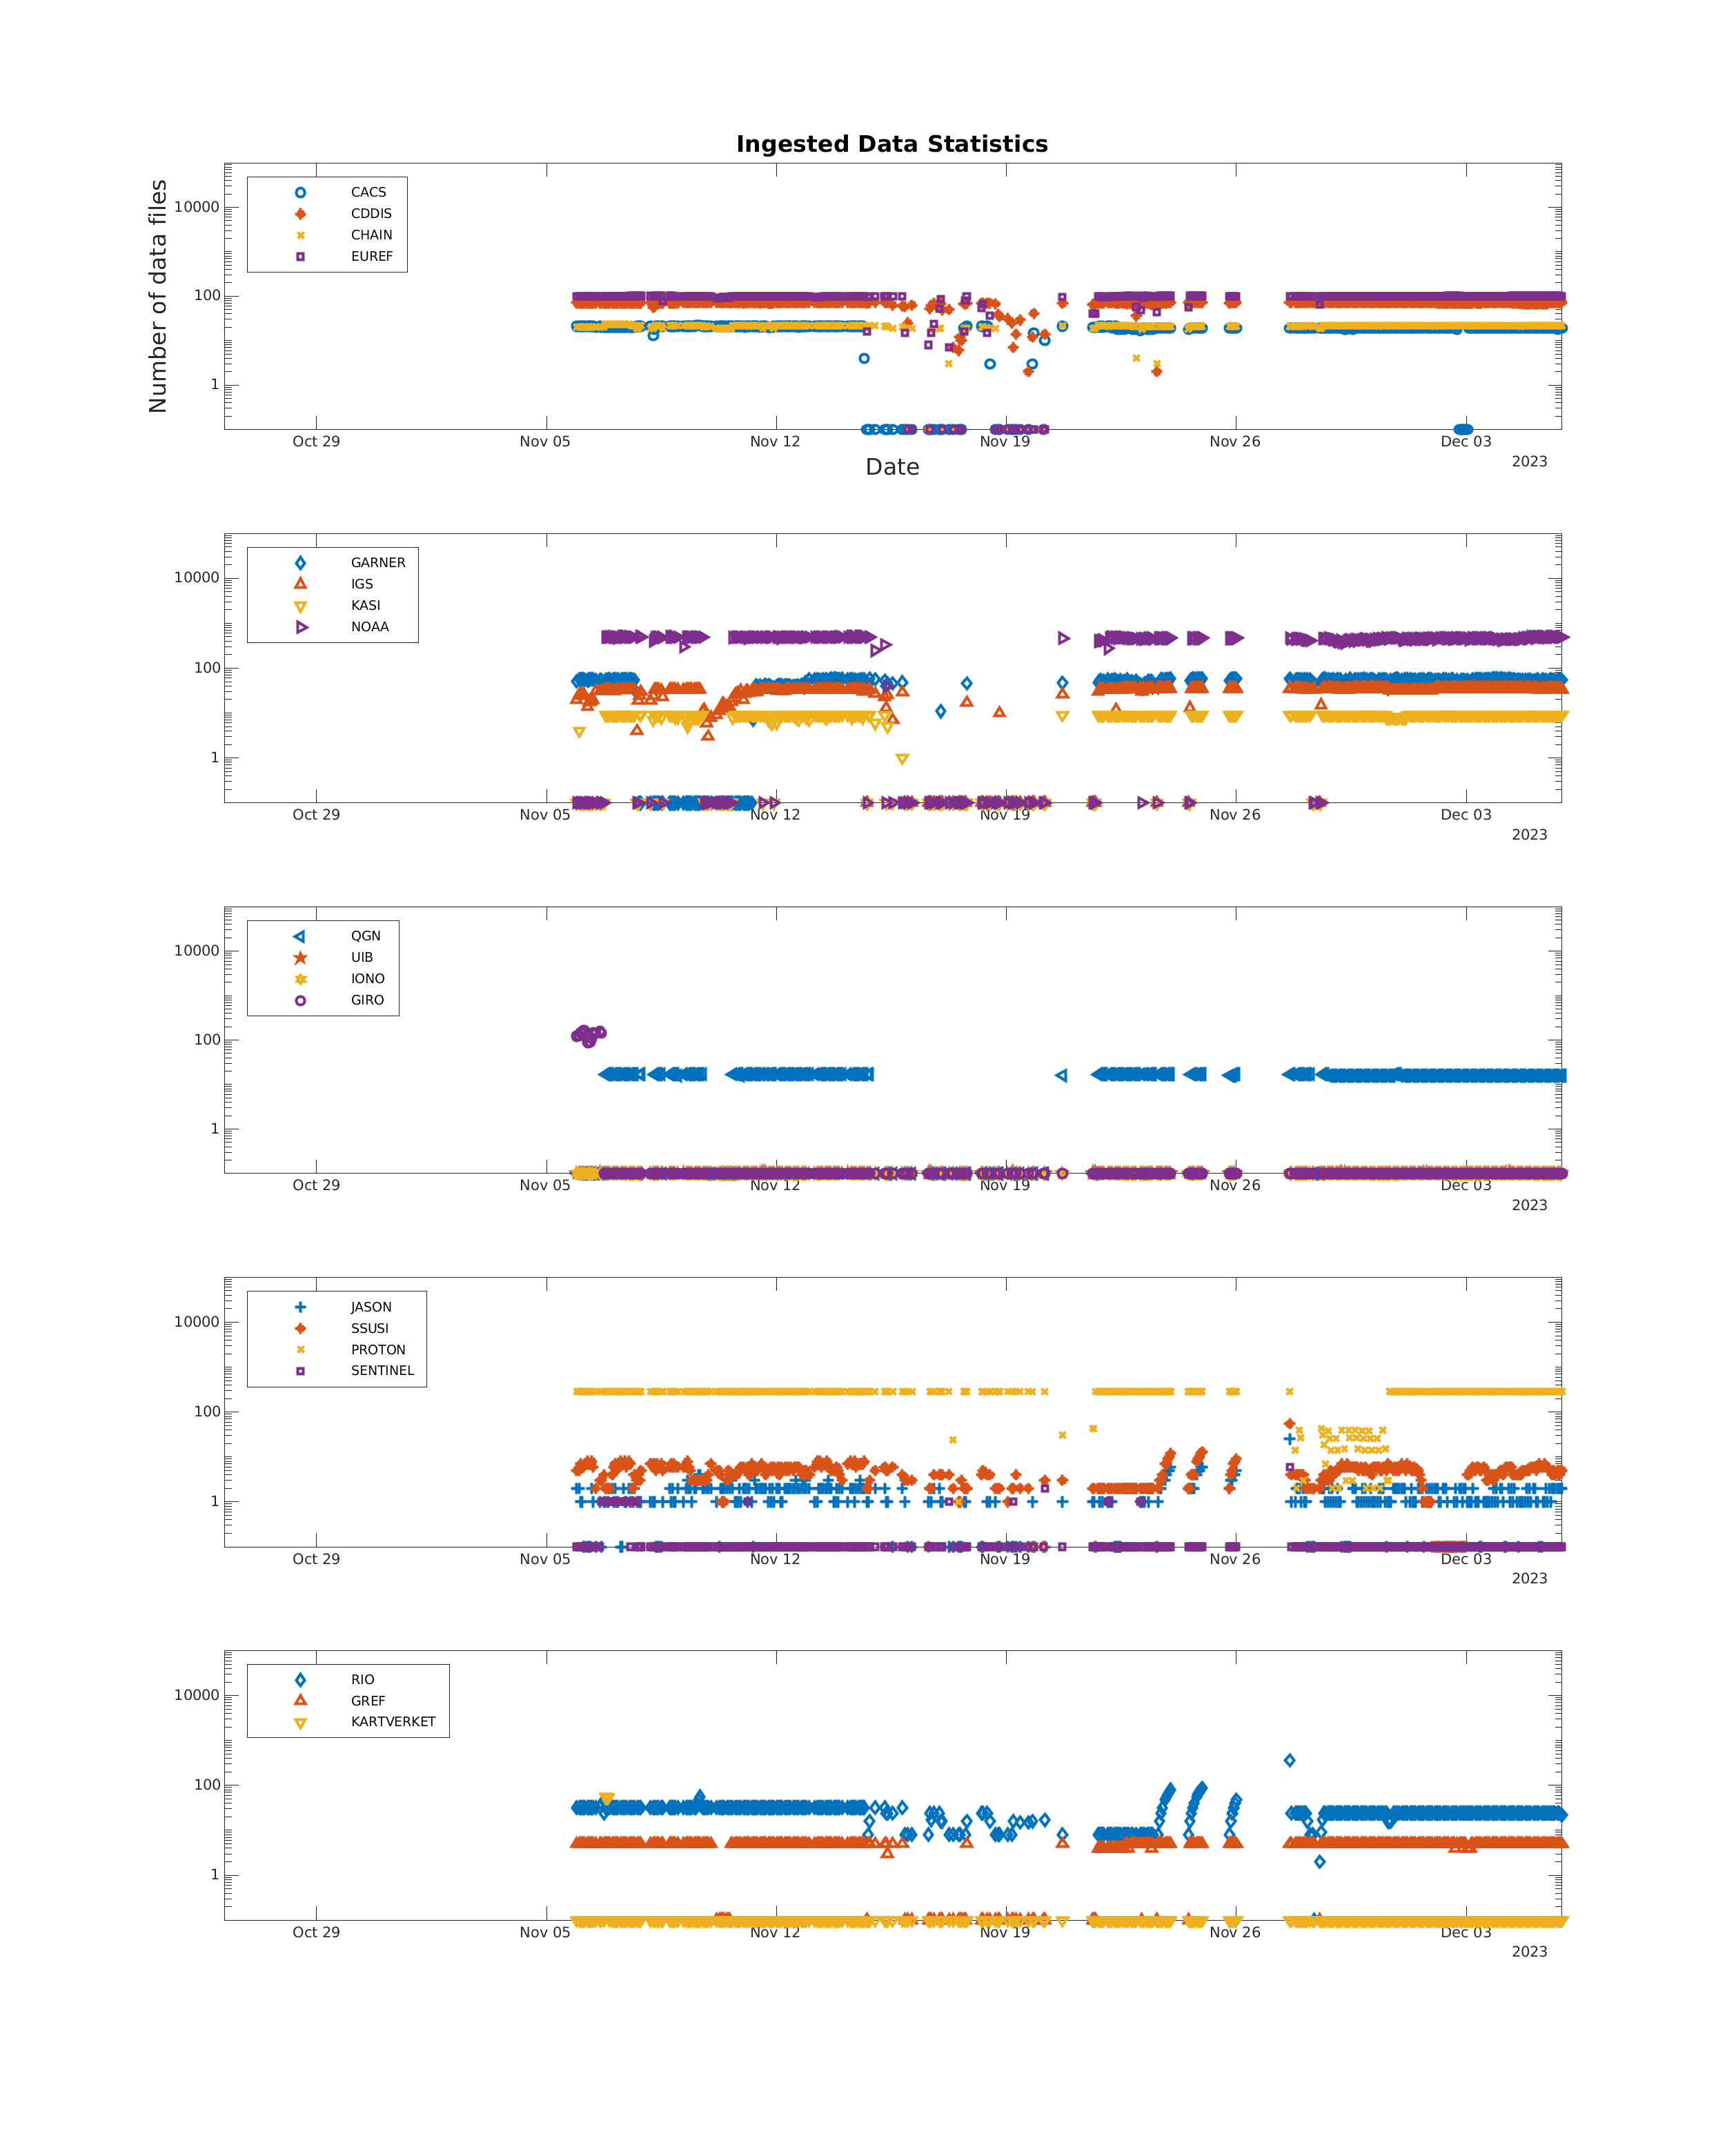 Ingested Data Statistics
Number of data files
CACS
CDDIS
CHAIN
EUREF
10000
100
1
Oct 29 Nov 05 Nov 12 Nov 19 Nov 26 Dec 03
2023
Date
GARNER
IGS
KASI
NOAA
10000
100
1
Oct 29 Nov 05 Nov 12 Nov 19 Nov 26 Dec 03
2023
QGN
UIB
IONO
GIRO
10000
100
1
Oct 29 Nov 05 Nov 12 Nov 19 Nov 26 Dec 03
2023
JASON
SSUSI
PROTON
SENTINEL
10000
100
1
Oct 29 Nov 05 Nov 12 Nov 19 Nov 26 Dec 03
2023
RIO
GREF
KARTVERKET
10000
100
1
Oct 29 Nov 05 Nov 12 Nov 19 Nov 26 Dec 03
2023